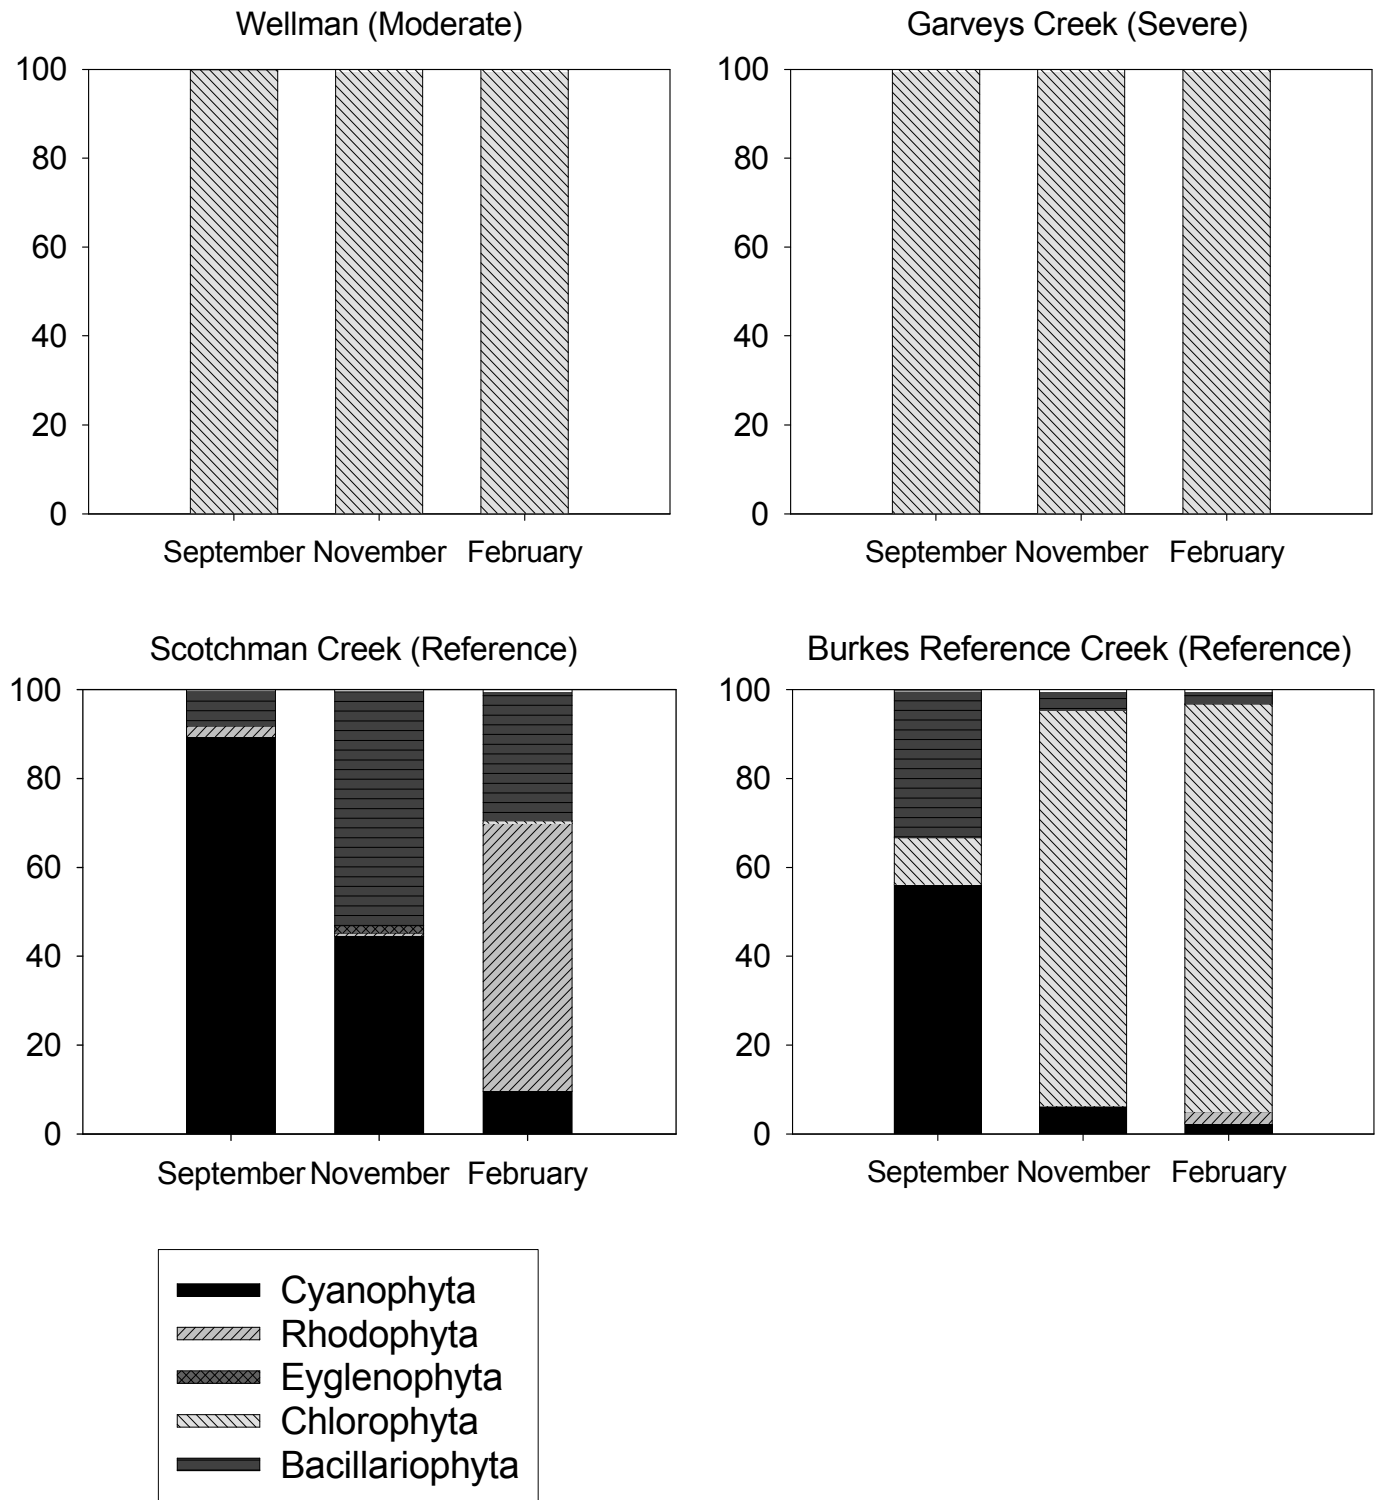 Wellman (Moderate)
100
80
60
40
20
0
September November February
Garveys Creek (Severe)
100
80
60
40
20
0
September November February
Scotchman Creek (Reference)
100
80
60
40
20
0
September November February
Burkes Reference Creek (Reference)
100
80
60
40
20
0
September November February
Cyanophyta
Rhodophyta
Eyglenophyta
Chlorophyta
Bacillariophyta